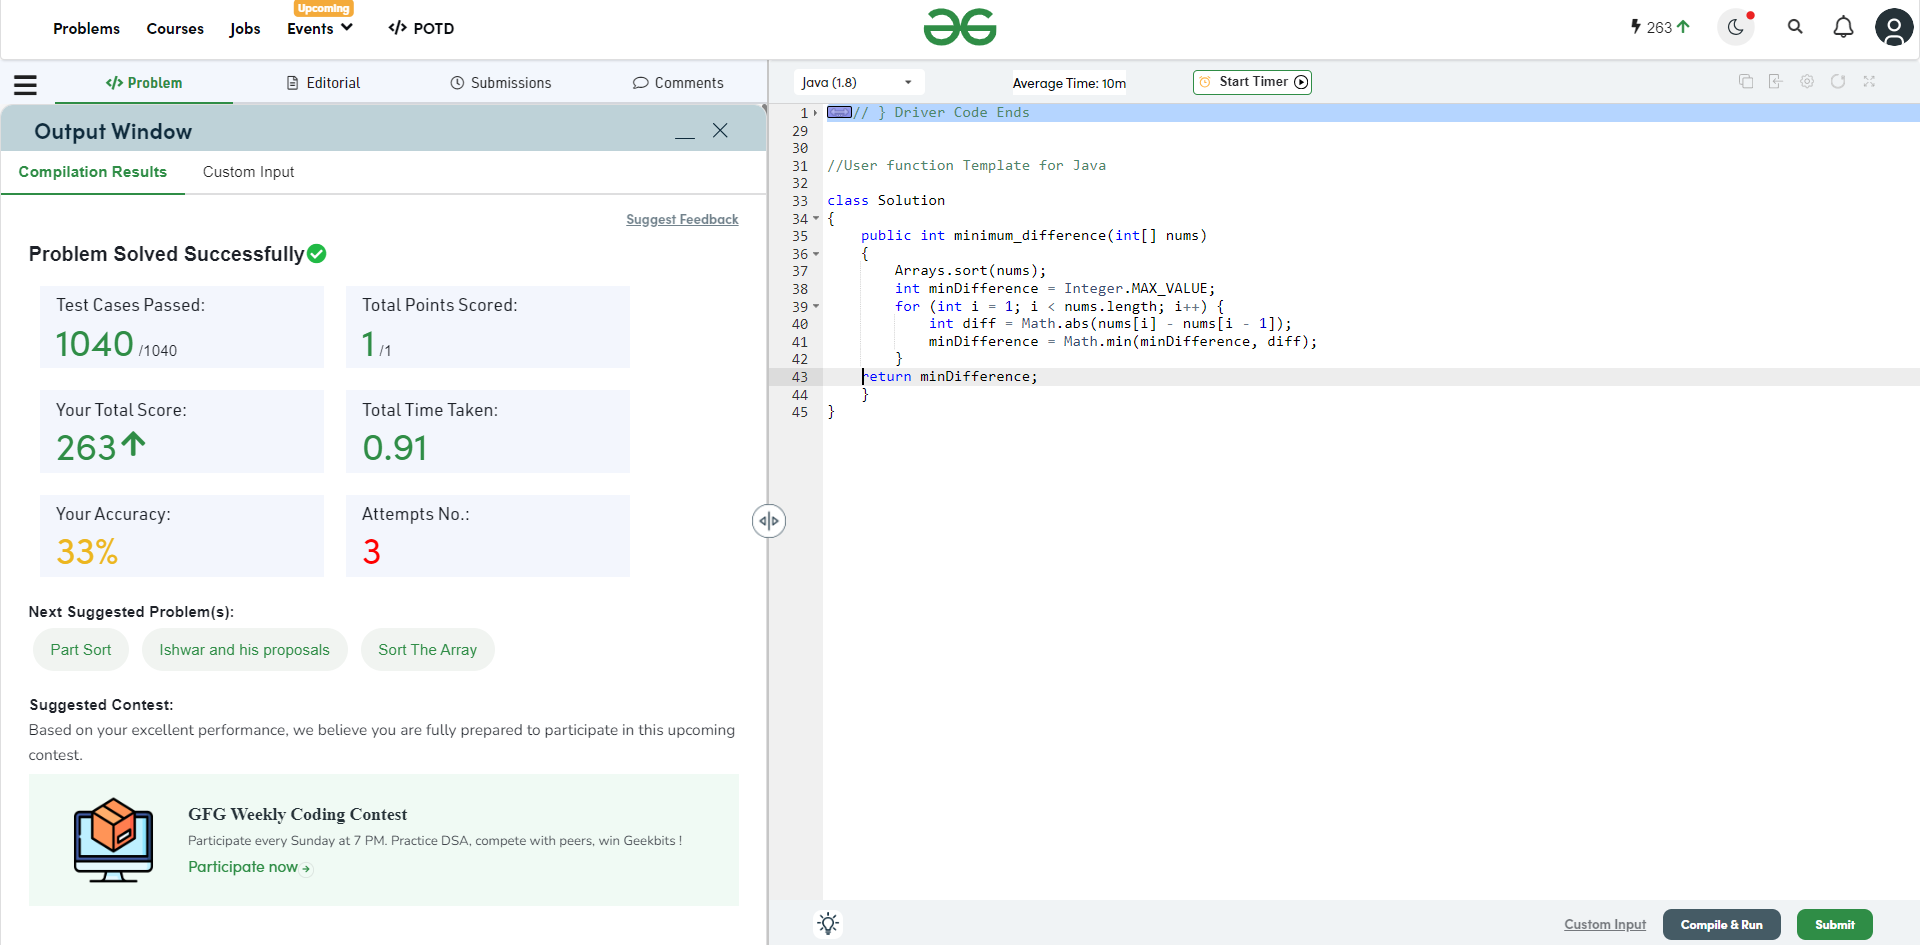 Problems Courses Jobs Upcoming Events </> POTD
263
</> Problem Editorial Submissions Comments
Output Window
Compilation Results Custom Input
Suggest Feedback
Problem Solved Successfully
Test Cases Passed:
1040 /1040
Total Points Scored:
1 /1
Your Total Score:
263
Total Time Taken:
0.91
Your Accuracy:
33%
Attempts No.:
3
Next Suggested Problem(s):
Part Sort Ishwar and his proposals Sort The Array
Suggested Contest:
Based on your excellent performance, we believe you are fully prepared to participate in this upcoming
contest.
GFG Weekly Coding Contest
Participate every Sunday at 7 PM. Practice DSA, compete with peers, win Geekbits !
Participate now
Java (1.8) Average Time: 10m Start Timer
1 // } Driver Code Ends
29
30
31 //User function Template for Java
32
33 class Solution
34 {
35 public int minimum_difference(int[] nums)
36 {
37 Arrays.sort(nums);
38 int minDifference = Integer.MAX_VALUE;
39 for (int i = 1; i < nums.length; i++) {
40 int diff = Math.abs(nums[i] - nums[i - 1]);
41 minDifference = Math.min(minDifference, diff);
42 }
43 return minDifference;
44 }
45 }
Custom Input Compile & Run Submit